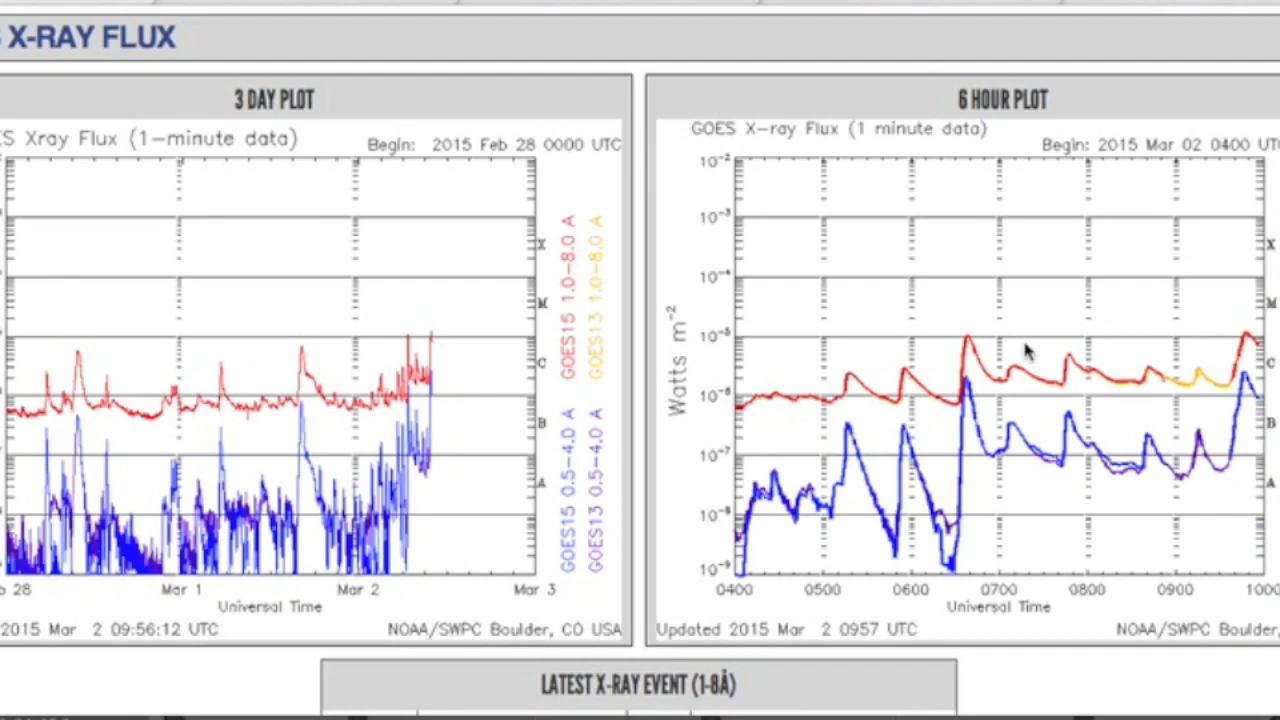 X-RAY FLUX
3 DAY PLOT
ES Xray Flux (1-minute data)
Begin: 2015 Feb 28 0000 UTC
X
M
C
B
A
GOES15 1.0-8.0 A
GOES13 1.0-8.0 A
GOES15 0.5-4.0 A
GOES13 0.5-4.0 A
b 28
Mar 1
Mar 2
Mar 3
Universal Time
2015 Mar 2 09:56:12 UTC
NOAA/SWPC Boulder, CO USA
6 HOUR PLOT
GOES X-ray Flux (1 minute data)
Begin: 2015 Mar 02 0400 UTC
Watts m⁻²
10⁻²
10⁻³
10⁻⁴
10⁻⁵
10⁻⁶
10⁻⁷
10⁻⁸
10⁻⁹
X
M
C
B
A
0400
0500
0600
0700
0800
0900
1000
Universal Time
Updated 2015 Mar 2 0957 UTC
NOAA/SWPC Boulder,
LATEST X-RAY EVENT (1-8Å)